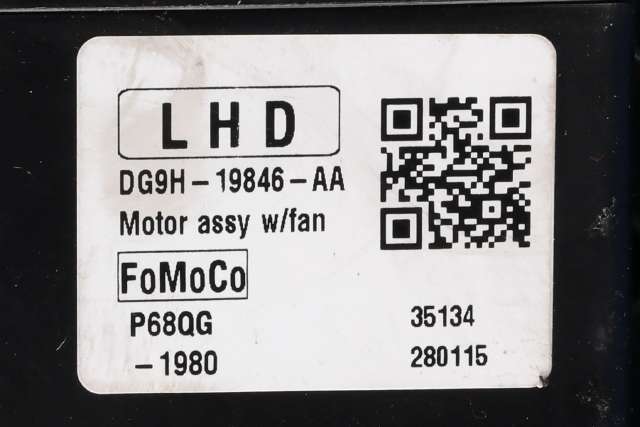 LHD
DG9H-19846-AA
Motor assy w/fan
FoMoCo
P68QG
-1980
35134
280115